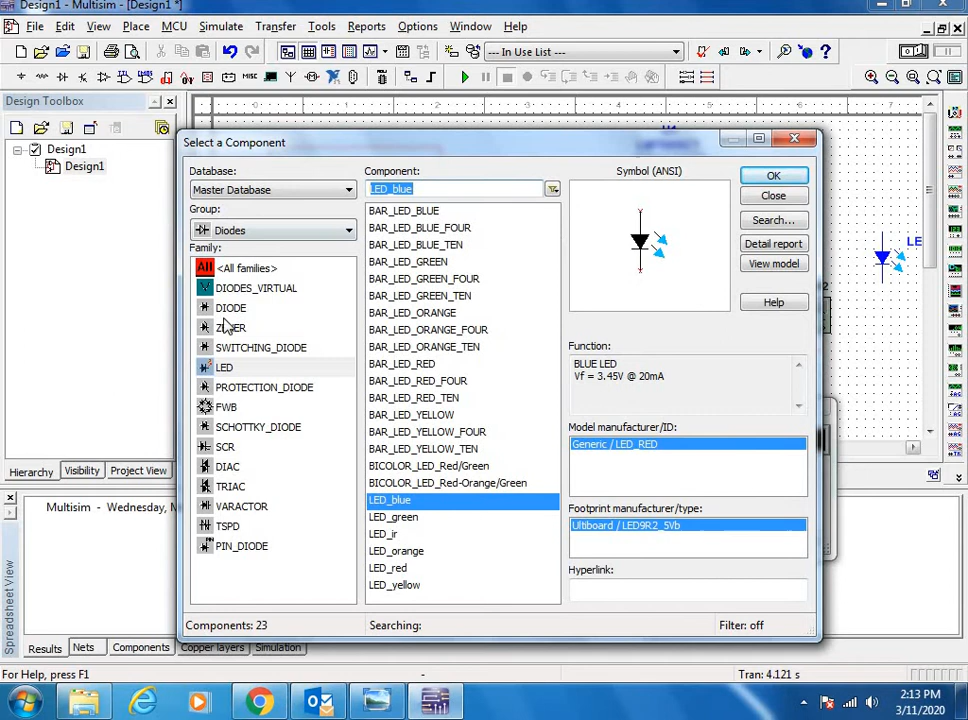 Design1 - Multisim - [Design1 *]
File Edit View Place MCU Simulate Transfer Tools Reports Options Window Help
--- In Use List ---
Design Toolbox
Design1
Design1
Hierarchy Visibility Project View
Select a Component
Database:
Master Database
Group:
Diodes
Family:
All <All families>
DIODES_VIRTUAL
DIODE
ZENER
SWITCHING_DIODE
LED
PROTECTION_DIODE
FWB
SCHOTTKY_DIODE
SCR
DIAC
TRIAC
VARACTOR
TSPD
PIN_DIODE
Component:
LED_blue
BAR_LED_BLUE
BAR_LED_BLUE_FOUR
BAR_LED_BLUE_TEN
BAR_LED_GREEN
BAR_LED_GREEN_FOUR
BAR_LED_GREEN_TEN
BAR_LED_ORANGE
BAR_LED_ORANGE_FOUR
BAR_LED_ORANGE_TEN
BAR_LED_RED
BAR_LED_RED_FOUR
BAR_LED_RED_TEN
BAR_LED_YELLOW
BAR_LED_YELLOW_FOUR
BAR_LED_YELLOW_TEN
BICOLOR_LED_Red/Green
BICOLOR_LED_Red-Orange/Green
LED_blue
LED_green
LED_ir
LED_orange
LED_red
LED_yellow
Symbol (ANSI)
OK
Close
Search...
Detail report
View model
Help
Function:
BLUE LED
Vf = 3.45V @ 20mA
Model manufacturer/ID:
Generic / LED_RED
Footprint manufacturer/type:
Ultiboard / LED9R2_5Vb
Hyperlink:
Components: 23 Searching: Filter: off
LE
Multisim - Wednesday,
Spreadsheet View
Results Nets Components Copper layers Simulation
For Help, press F1
Tran: 4.121 s
2:13 PM
3/11/2020